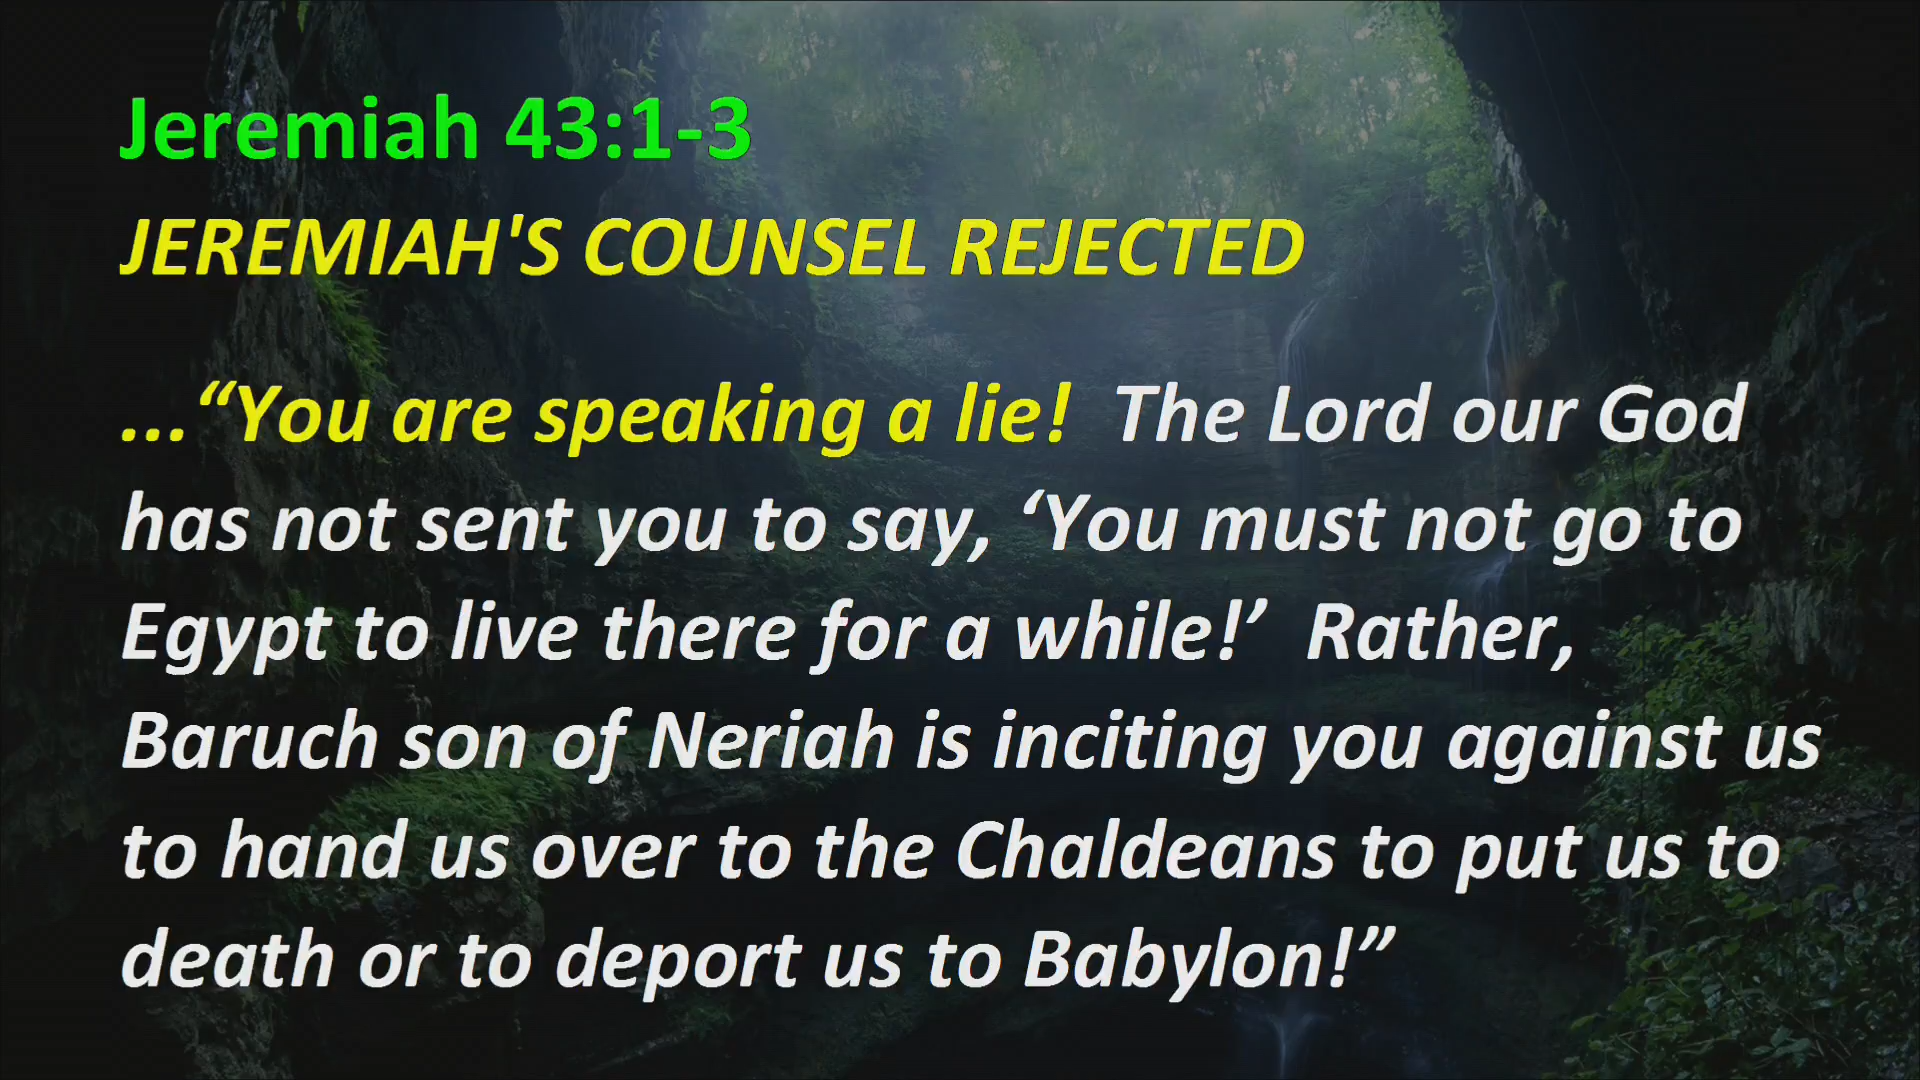 Jeremiah 43:1-3
JEREMIAH'S COUNSEL REJECTED
...“You are speaking a lie! The Lord our God
has not sent you to say, ‘You must not go to
Egypt to live there for a while!’ Rather,
Baruch son of Neriah is inciting you against us
to hand us over to the Chaldeans to put us to
death or to deport us to Babylon!”